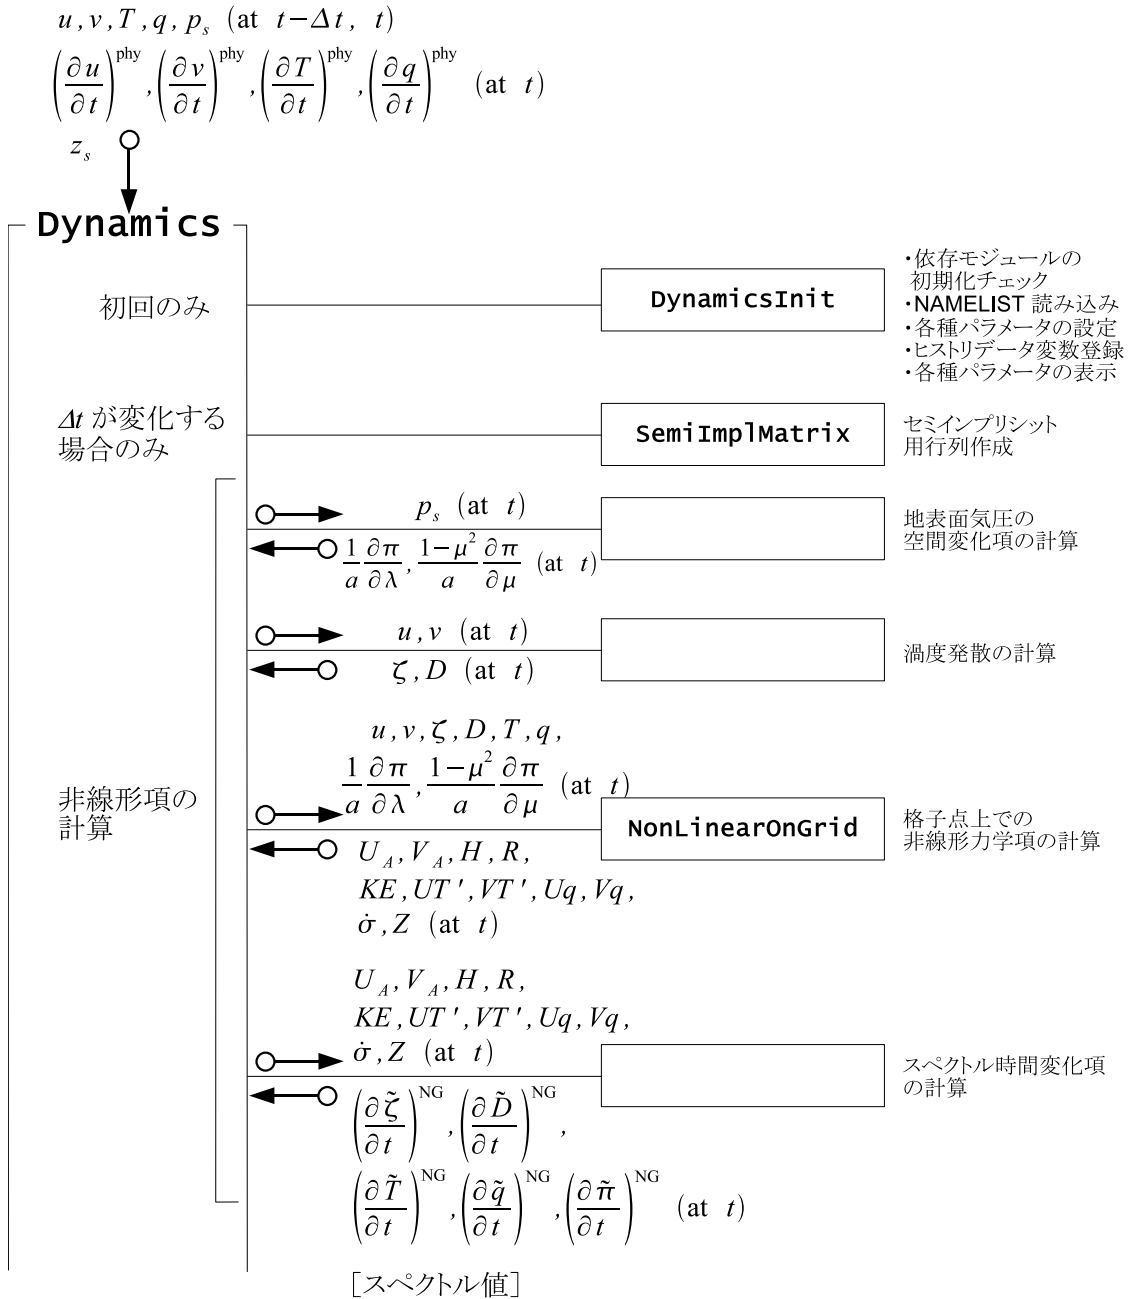 u, v, T, q, p_s (at t−Δt, t)
(∂u/∂t)^phy, (∂v/∂t)^phy, (∂T/∂t)^phy, (∂q/∂t)^phy (at t)
z_s
Dynamics
初回のみ
DynamicsInit
・依存モジュールの
初期化チェック
・NAMELIST 読み込み
・各種パラメータの設定
・ヒストリデータ変数登録
・各種パラメータの表示
Δt が変化する
場合のみ
SemiImplMatrix
セミインプリシット
用行列作成
p_s (at t)
1/a ∂π/∂λ, 1−μ²/a ∂π/∂μ (at t)
地表面気圧の
空間変化項の計算
u, v (at t)
ζ, D (at t)
渦度発散の計算
非線形項の
計算
u, v, ζ, D, T, q,
1/a ∂π/∂λ, 1−μ²/a ∂π/∂μ (at t)
NonLinearOnGrid
格子点上での
非線形力学項の計算
U_A, V_A, H, R,
KE, UT', VT', Uq, Vq,
σ̇, Z (at t)
U_A, V_A, H, R,
KE, UT', VT', Uq, Vq,
σ̇, Z (at t)
スペクトル時間変化項
の計算
(∂ζ̃/∂t)^NG, (∂D̃/∂t)^NG,
(∂T̃/∂t)^NG, (∂q̃/∂t)^NG, (∂π̃/∂t)^NG (at t)
[スペクトル値]